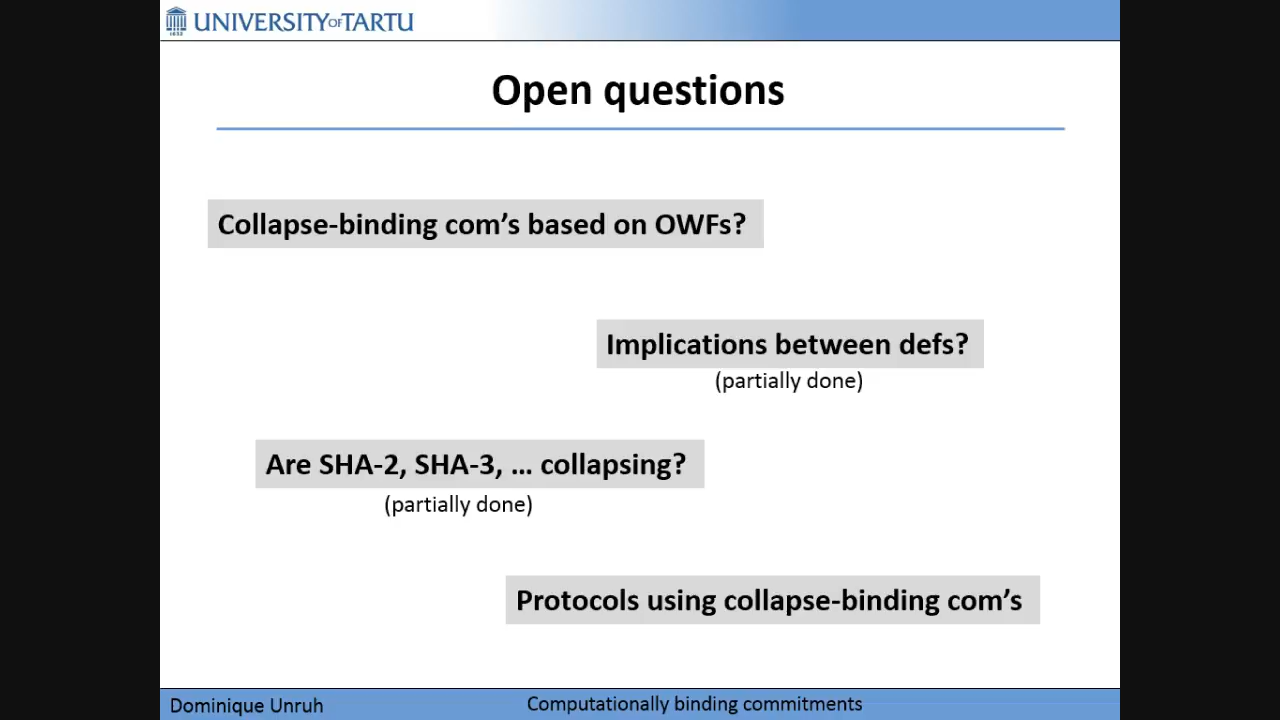 UNIVERSITY OF TARTU
1632
Open questions
Collapse-binding com’s based on OWFs?
Implications between defs?
(partially done)
Are SHA-2, SHA-3, … collapsing?
(partially done)
Protocols using collapse-binding com’s
Dominique Unruh
Computationally binding commitments